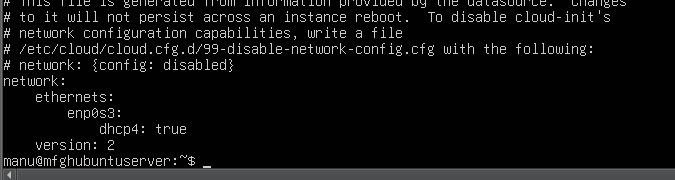 # This file is generated from information provided by the datasource.  Changes
# to it will not persist across an instance reboot.  To disable cloud-init's
# network configuration capabilities, write a file
# /etc/cloud/cloud.cfg.d/99-disable-network-config.cfg with the following:
# network: {config: disabled}
network:
    ethernets:
        enp0s3:
            dhcp4: true
    version: 2
manu@mfghubuntuserver:~$ _